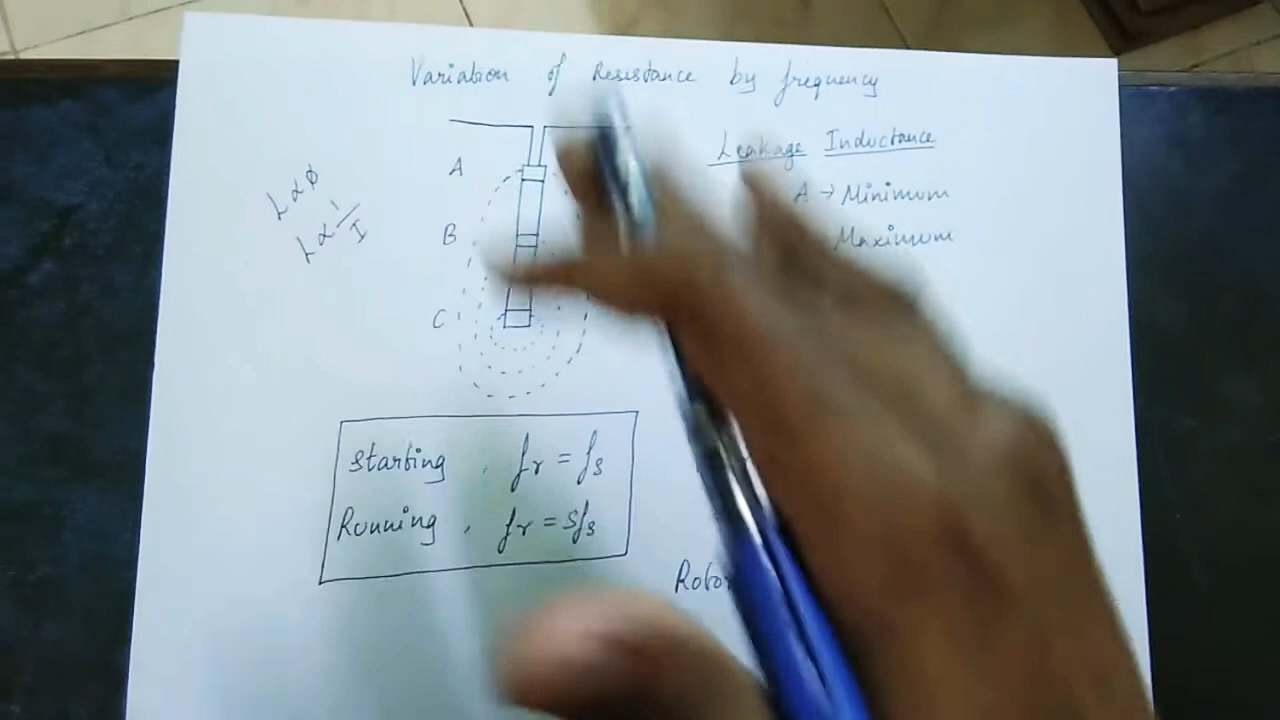 Variation of Resistance by frequency
Leakage Inductance
A → Minimum
Maximum
A
B
C
L α φ
L α 1/I
Starting , fr = fs
Running , fr = sfs